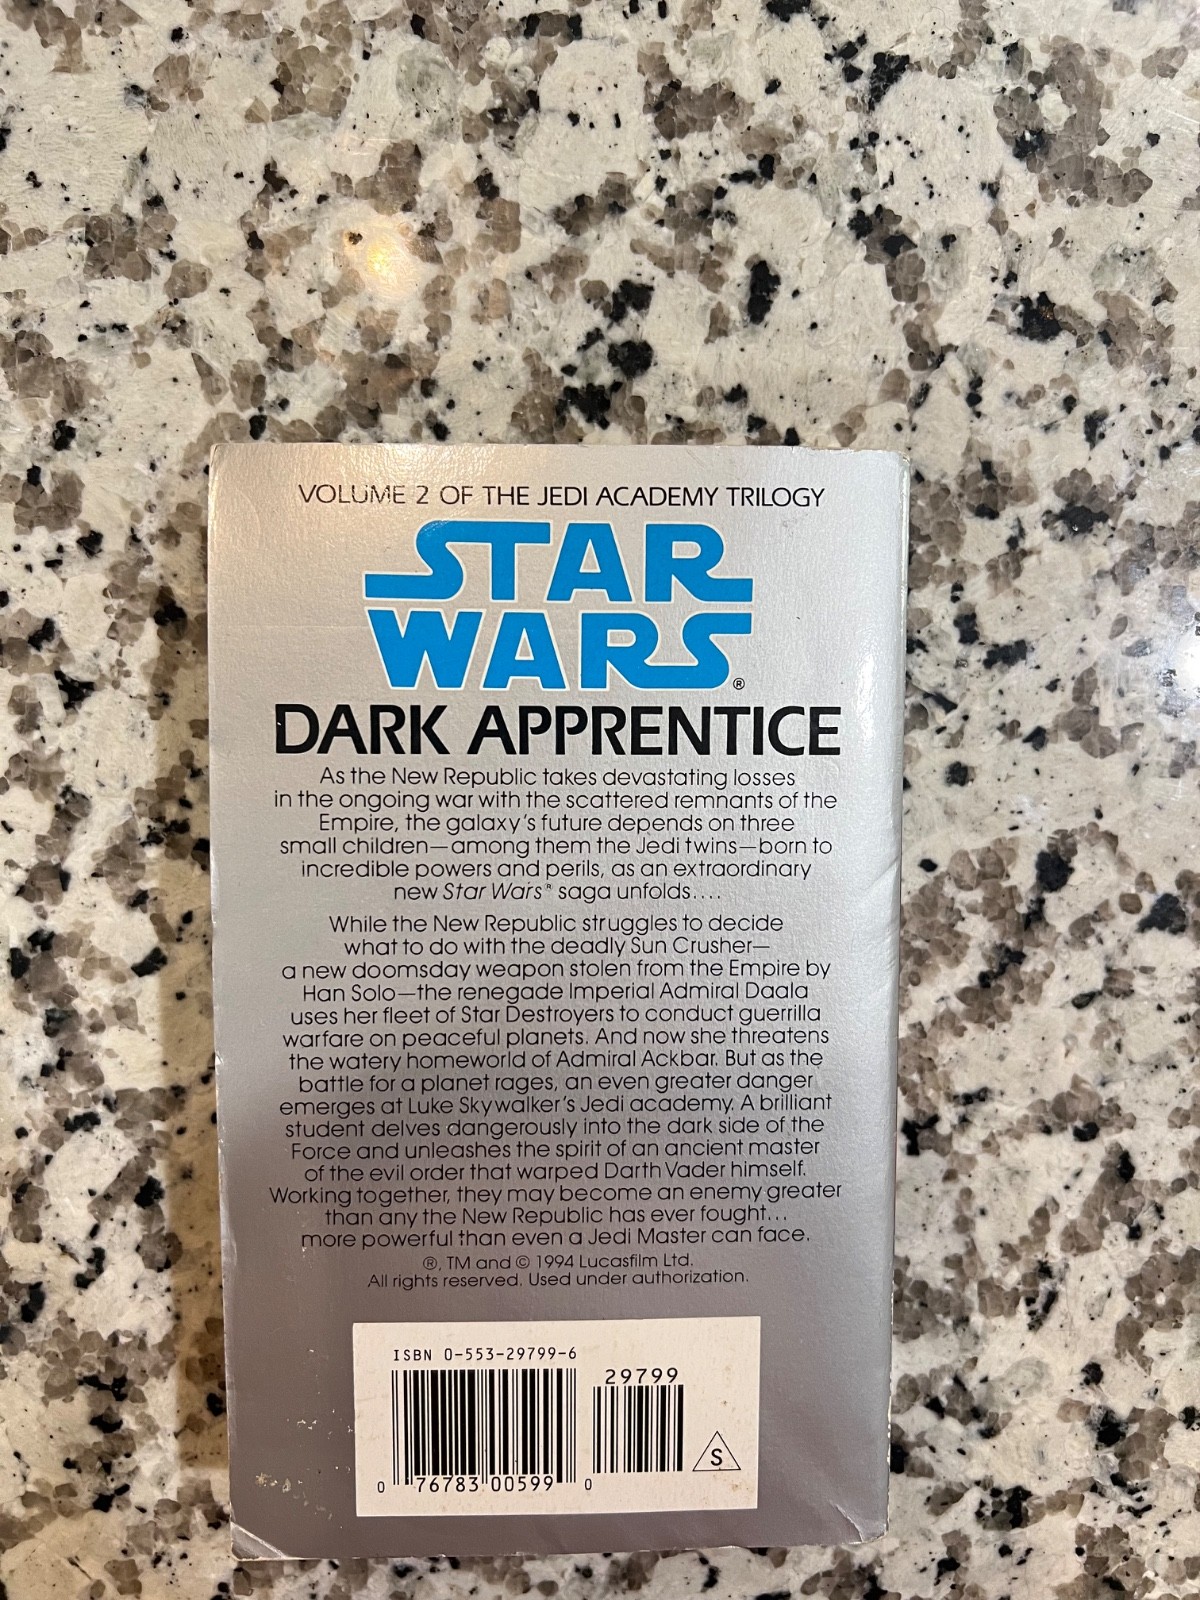 VOLUME 2 OF THE JEDI ACADEMY TRILOGY
STAR
WARS®
DARK APPRENTICE
As the New Republic takes devastating losses
in the ongoing war with the scattered remnants of the
Empire, the galaxy's future depends on three
small children—among them the Jedi twins—born to
incredible powers and perils, as an extraordinary
new Star Wars® saga unfolds....
While the New Republic struggles to decide
what to do with the deadly Sun Crusher—
a new doomsday weapon stolen from the Empire by
Han Solo—the renegade Imperial Admiral Daala
uses her fleet of Star Destroyers to conduct guerrilla
warfare on peaceful planets. And now she threatens
the watery homeworld of Admiral Ackbar. But as the
battle for a planet rages, an even greater danger
emerges at Luke Skywalker's Jedi academy. A brilliant
student delves dangerously into the dark side of the
Force and unleashes the spirit of an ancient master
of the evil order that warped Darth Vader himself.
Working together, they may become an enemy greater
than any the New Republic has ever fought...
more powerful than even a Jedi Master can face.
®, TM and © 1994 Lucasfilm Ltd.
All rights reserved. Used under authorization.
ISBN 0-553-29799-6
29799
S
0 76783 00599 0